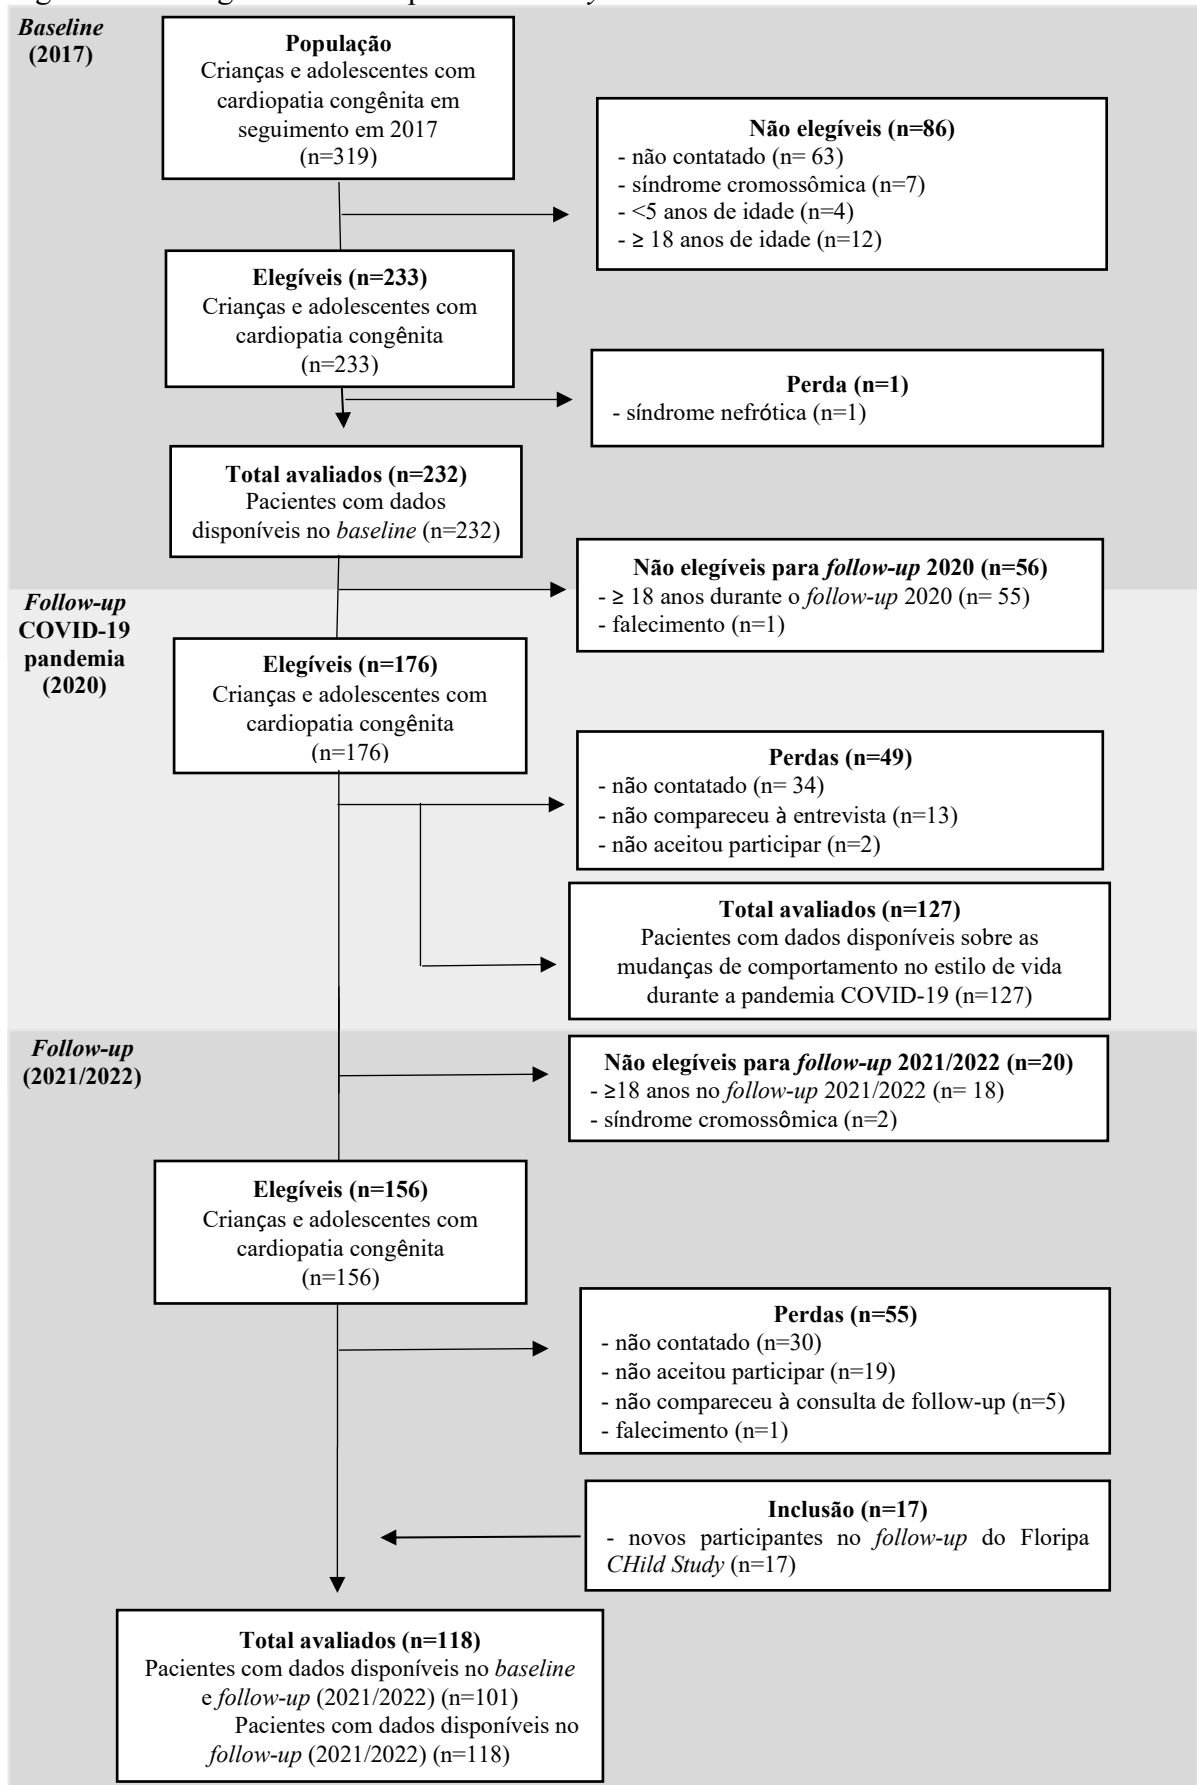 Baseline
(2017)
População
Crianças e adolescentes com
cardiopatia congênita em
seguimento em 2017
(n=319)
Não elegíveis (n=86)
- não contatado (n= 63)
- síndrome cromossômica (n=7)
- <5 anos de idade (n=4)
- ≥ 18 anos de idade (n=12)
Elegíveis (n=233)
Crianças e adolescentes com
cardiopatia congênita
(n=233)
Perda (n=1)
- síndrome nefrótica (n=1)
Total avaliados (n=232)
Pacientes com dados
disponíveis no baseline (n=232)
Não elegíveis para follow-up 2020 (n=56)
- ≥ 18 anos durante o follow-up 2020 (n= 55)
- falecimento (n=1)
Follow-up
COVID-19
pandemia
(2020)
Elegíveis (n=176)
Crianças e adolescentes com
cardiopatia congênita
(n=176)
Perdas (n=49)
- não contatado (n= 34)
- não compareceu à entrevista (n=13)
- não aceitou participar (n=2)
Total avaliados (n=127)
Pacientes com dados disponíveis sobre as
mudanças de comportamento no estilo de vida
durante a pandemia COVID-19 (n=127)
Follow-up
(2021/2022)
Não elegíveis para follow-up 2021/2022 (n=20)
- ≥18 anos no follow-up 2021/2022 (n= 18)
- síndrome cromossômica (n=2)
Elegíveis (n=156)
Crianças e adolescentes com
cardiopatia congênita
(n=156)
Perdas (n=55)
- não contatado (n=30)
- não aceitou participar (n=19)
- não compareceu à consulta de follow-up (n=5)
- falecimento (n=1)
Inclusão (n=17)
- novos participantes no follow-up do Floripa
CHild Study (n=17)
Total avaliados (n=118)
Pacientes com dados disponíveis no baseline
e follow-up (2021/2022) (n=101)
Pacientes com dados disponíveis no
follow-up (2021/2022) (n=118)